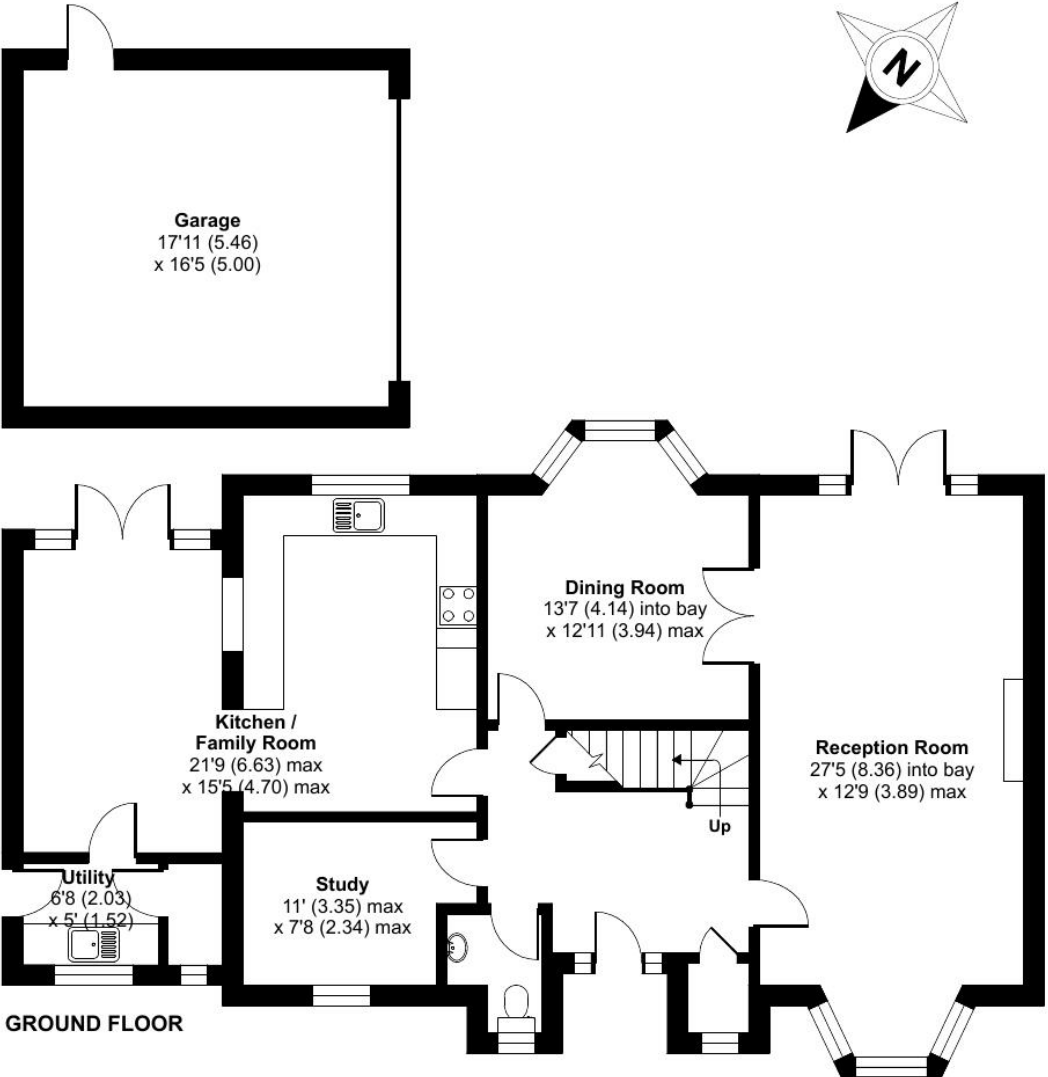 N
Garage
17'11 (5.46)
x 16'5 (5.00)
Dining Room
13'7 (4.14) into bay
x 12'11 (3.94) max
Kitchen /
Family Room
21'9 (6.63) max
x 15'5 (4.70) max
Reception Room
27'5 (8.36) into bay
x 12'9 (3.89) max
Up
Utility
6'8 (2.03)
x 5' (1.52)
Study
11' (3.35) max
x 7'8 (2.34) max
GROUND FLOOR